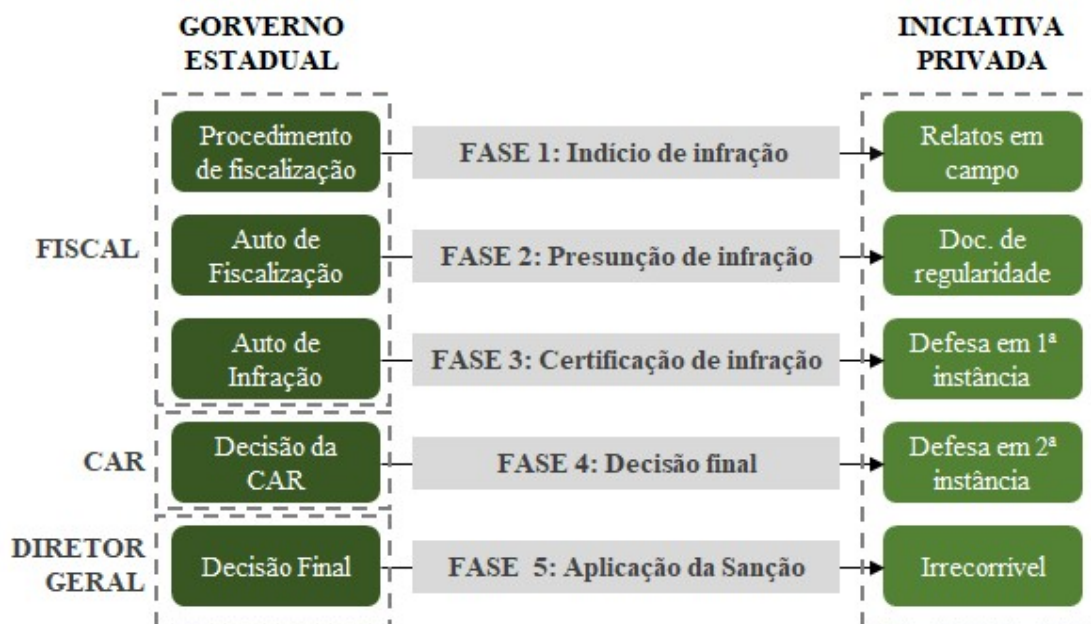 GORVERNO
ESTADUAL
INICIATIVA
PRIVADA
FISCAL
Procedimento
de fiscalização
FASE 1: Indício de infração
Relatos em
campo
Auto de
Fiscalização
FASE 2: Presunção de infração
Doc. de
regularidade
Auto de
Infração
FASE 3: Certificação de infração
Defesa em 1ª
instância
CAR
Decisão da
CAR
FASE 4: Decisão final
Defesa em 2ª
instância
DIRETOR
GERAL
Decisão Final
FASE 5: Aplicação da Sanção
Irrecorrivel